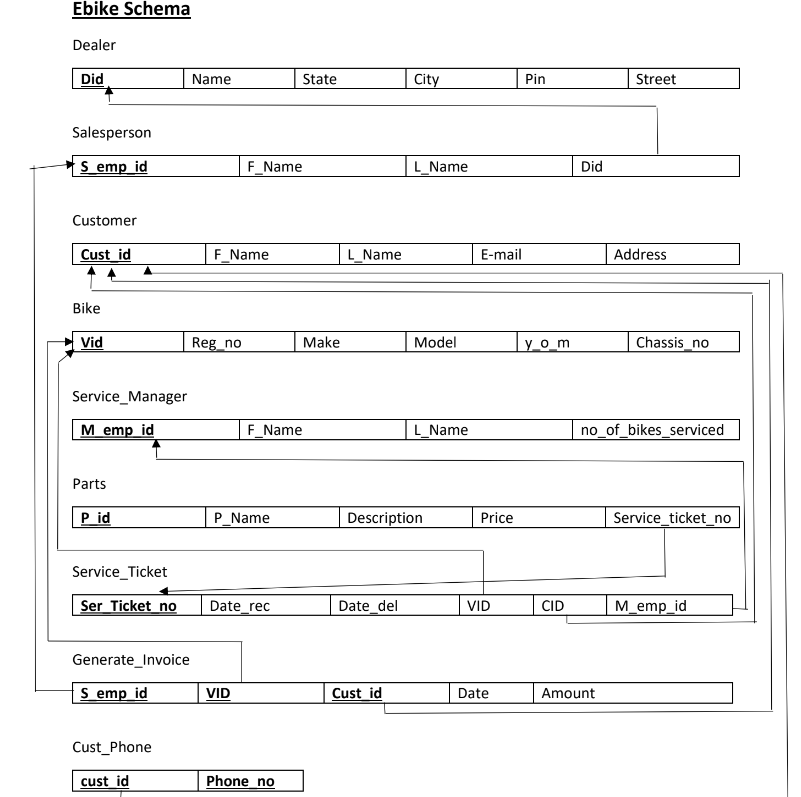 Ebike Schema
Dealer
Did Name State City Pin Street
Salesperson
S_emp_id F_Name L_Name Did
Customer
Cust_id F_Name L_Name E-mail Address
Bike
Vid Reg_no Make Model y_o_m Chassis_no
Service_Manager
M_emp_id F_Name L_Name no_of_bikes_serviced
Parts
P_id P_Name Description Price Service_ticket_no
Service_Ticket
Ser_Ticket_no Date_rec Date_del VID CID M_emp_id
Generate_Invoice
S_emp_id VID Cust_id Date Amount
Cust_Phone
cust_id Phone_no